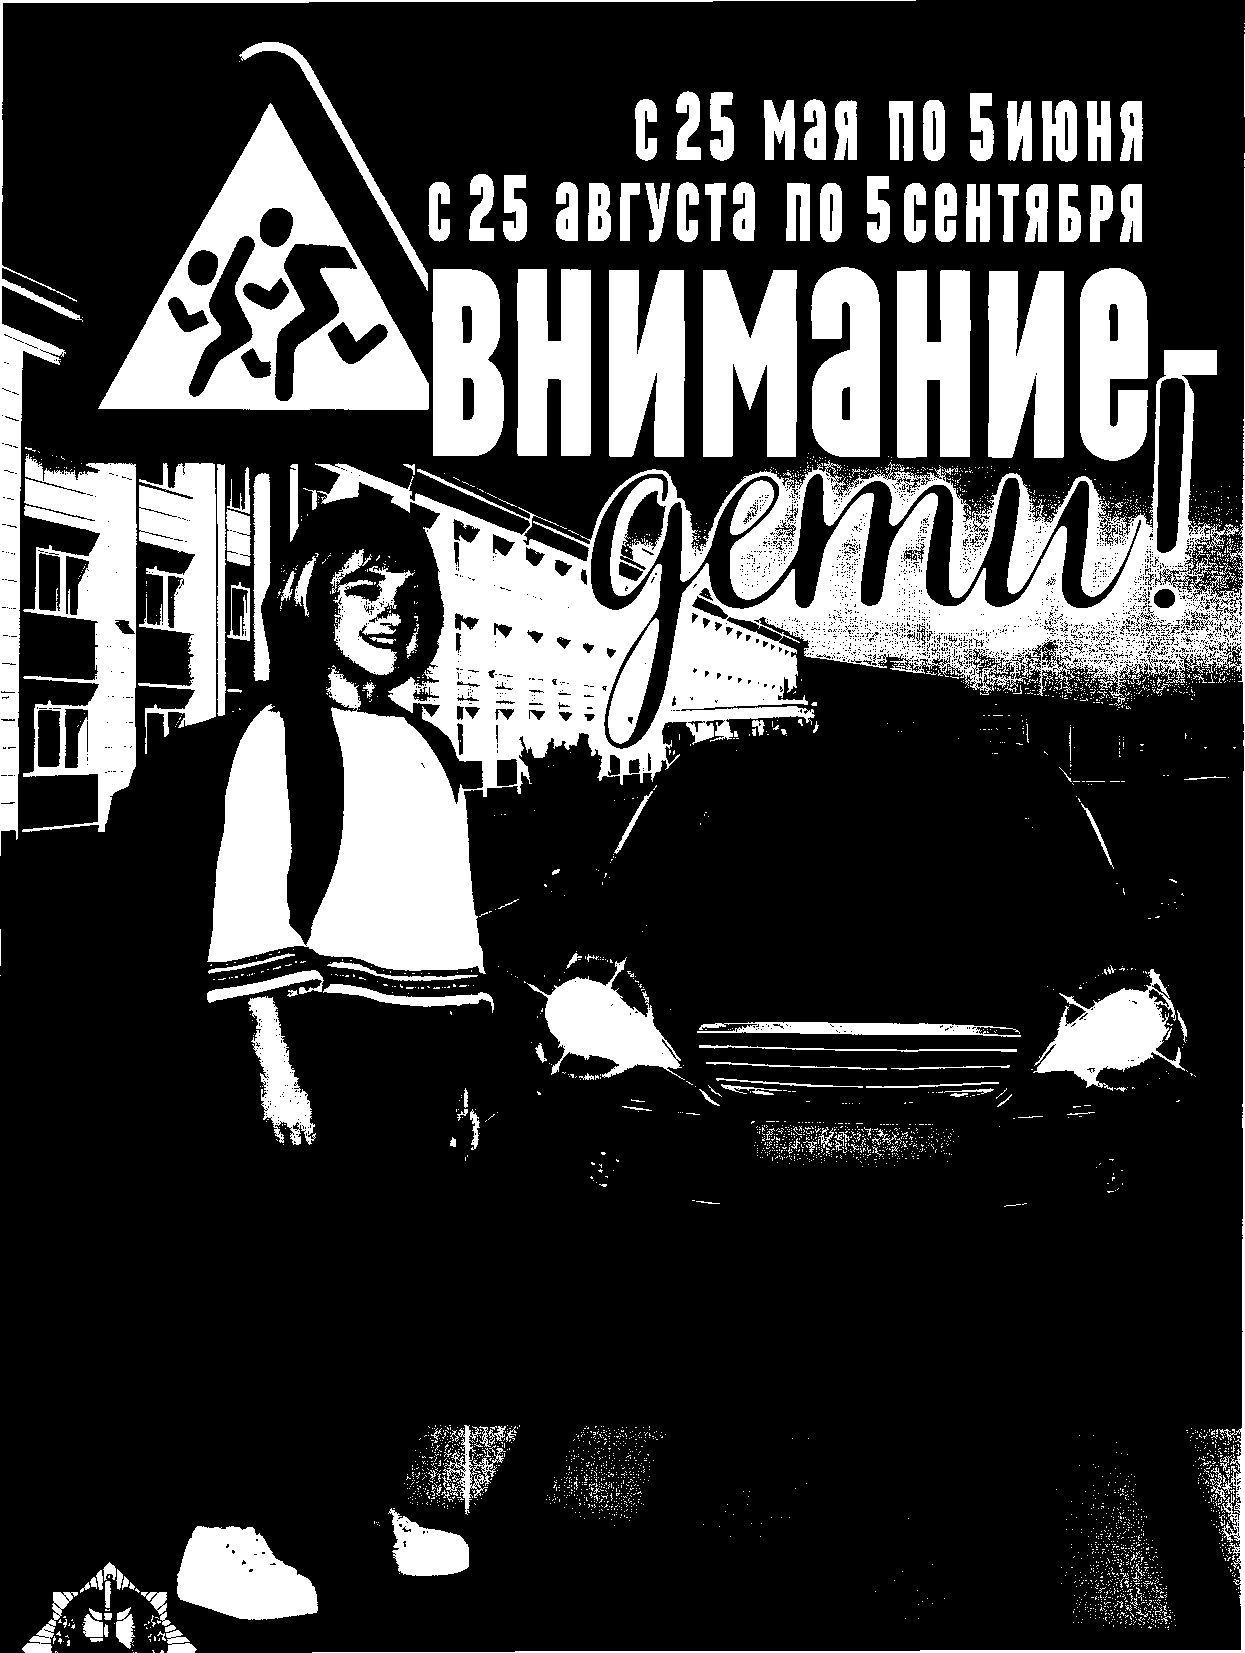 с 25 мая по 5 июня
с 25 августа по 5 сентября
Внимание-
дети!